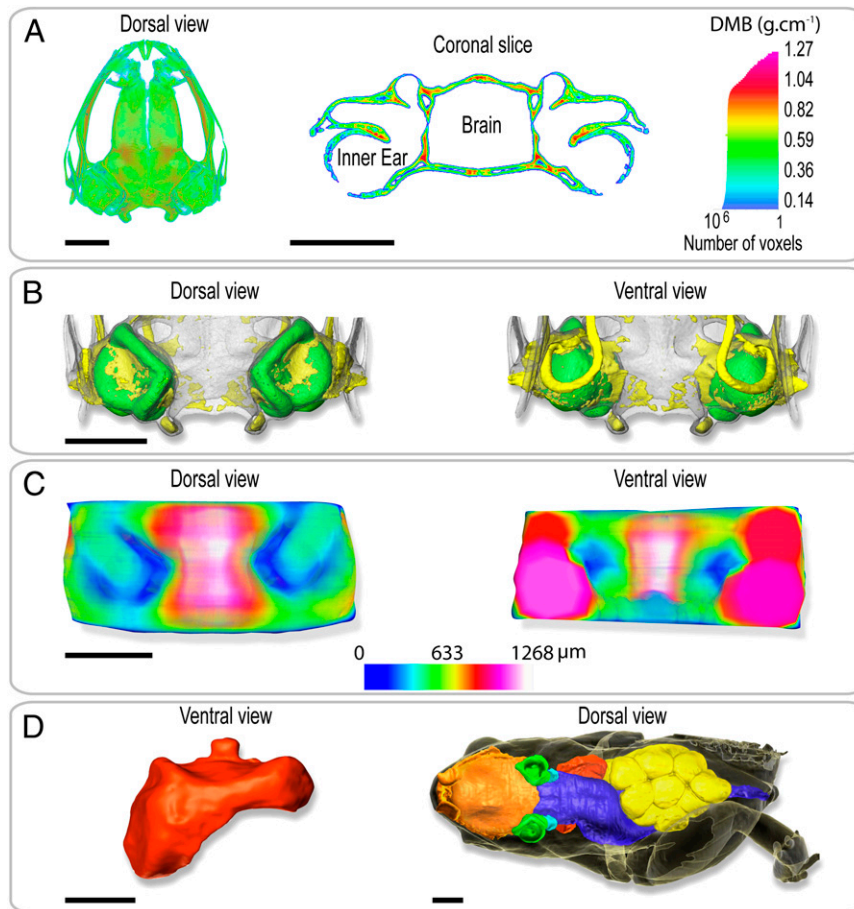 A
Dorsal view
Coronal slice
Brain
Inner Ear
DMB (g.cm⁻¹)
1.27
1.04
0.82
0.59
0.36
0.14
10⁶ 1
Number of voxels
B
Dorsal view Ventral view
C
Dorsal view Ventral view
0 633 1268 µm
D
Ventral view Dorsal view